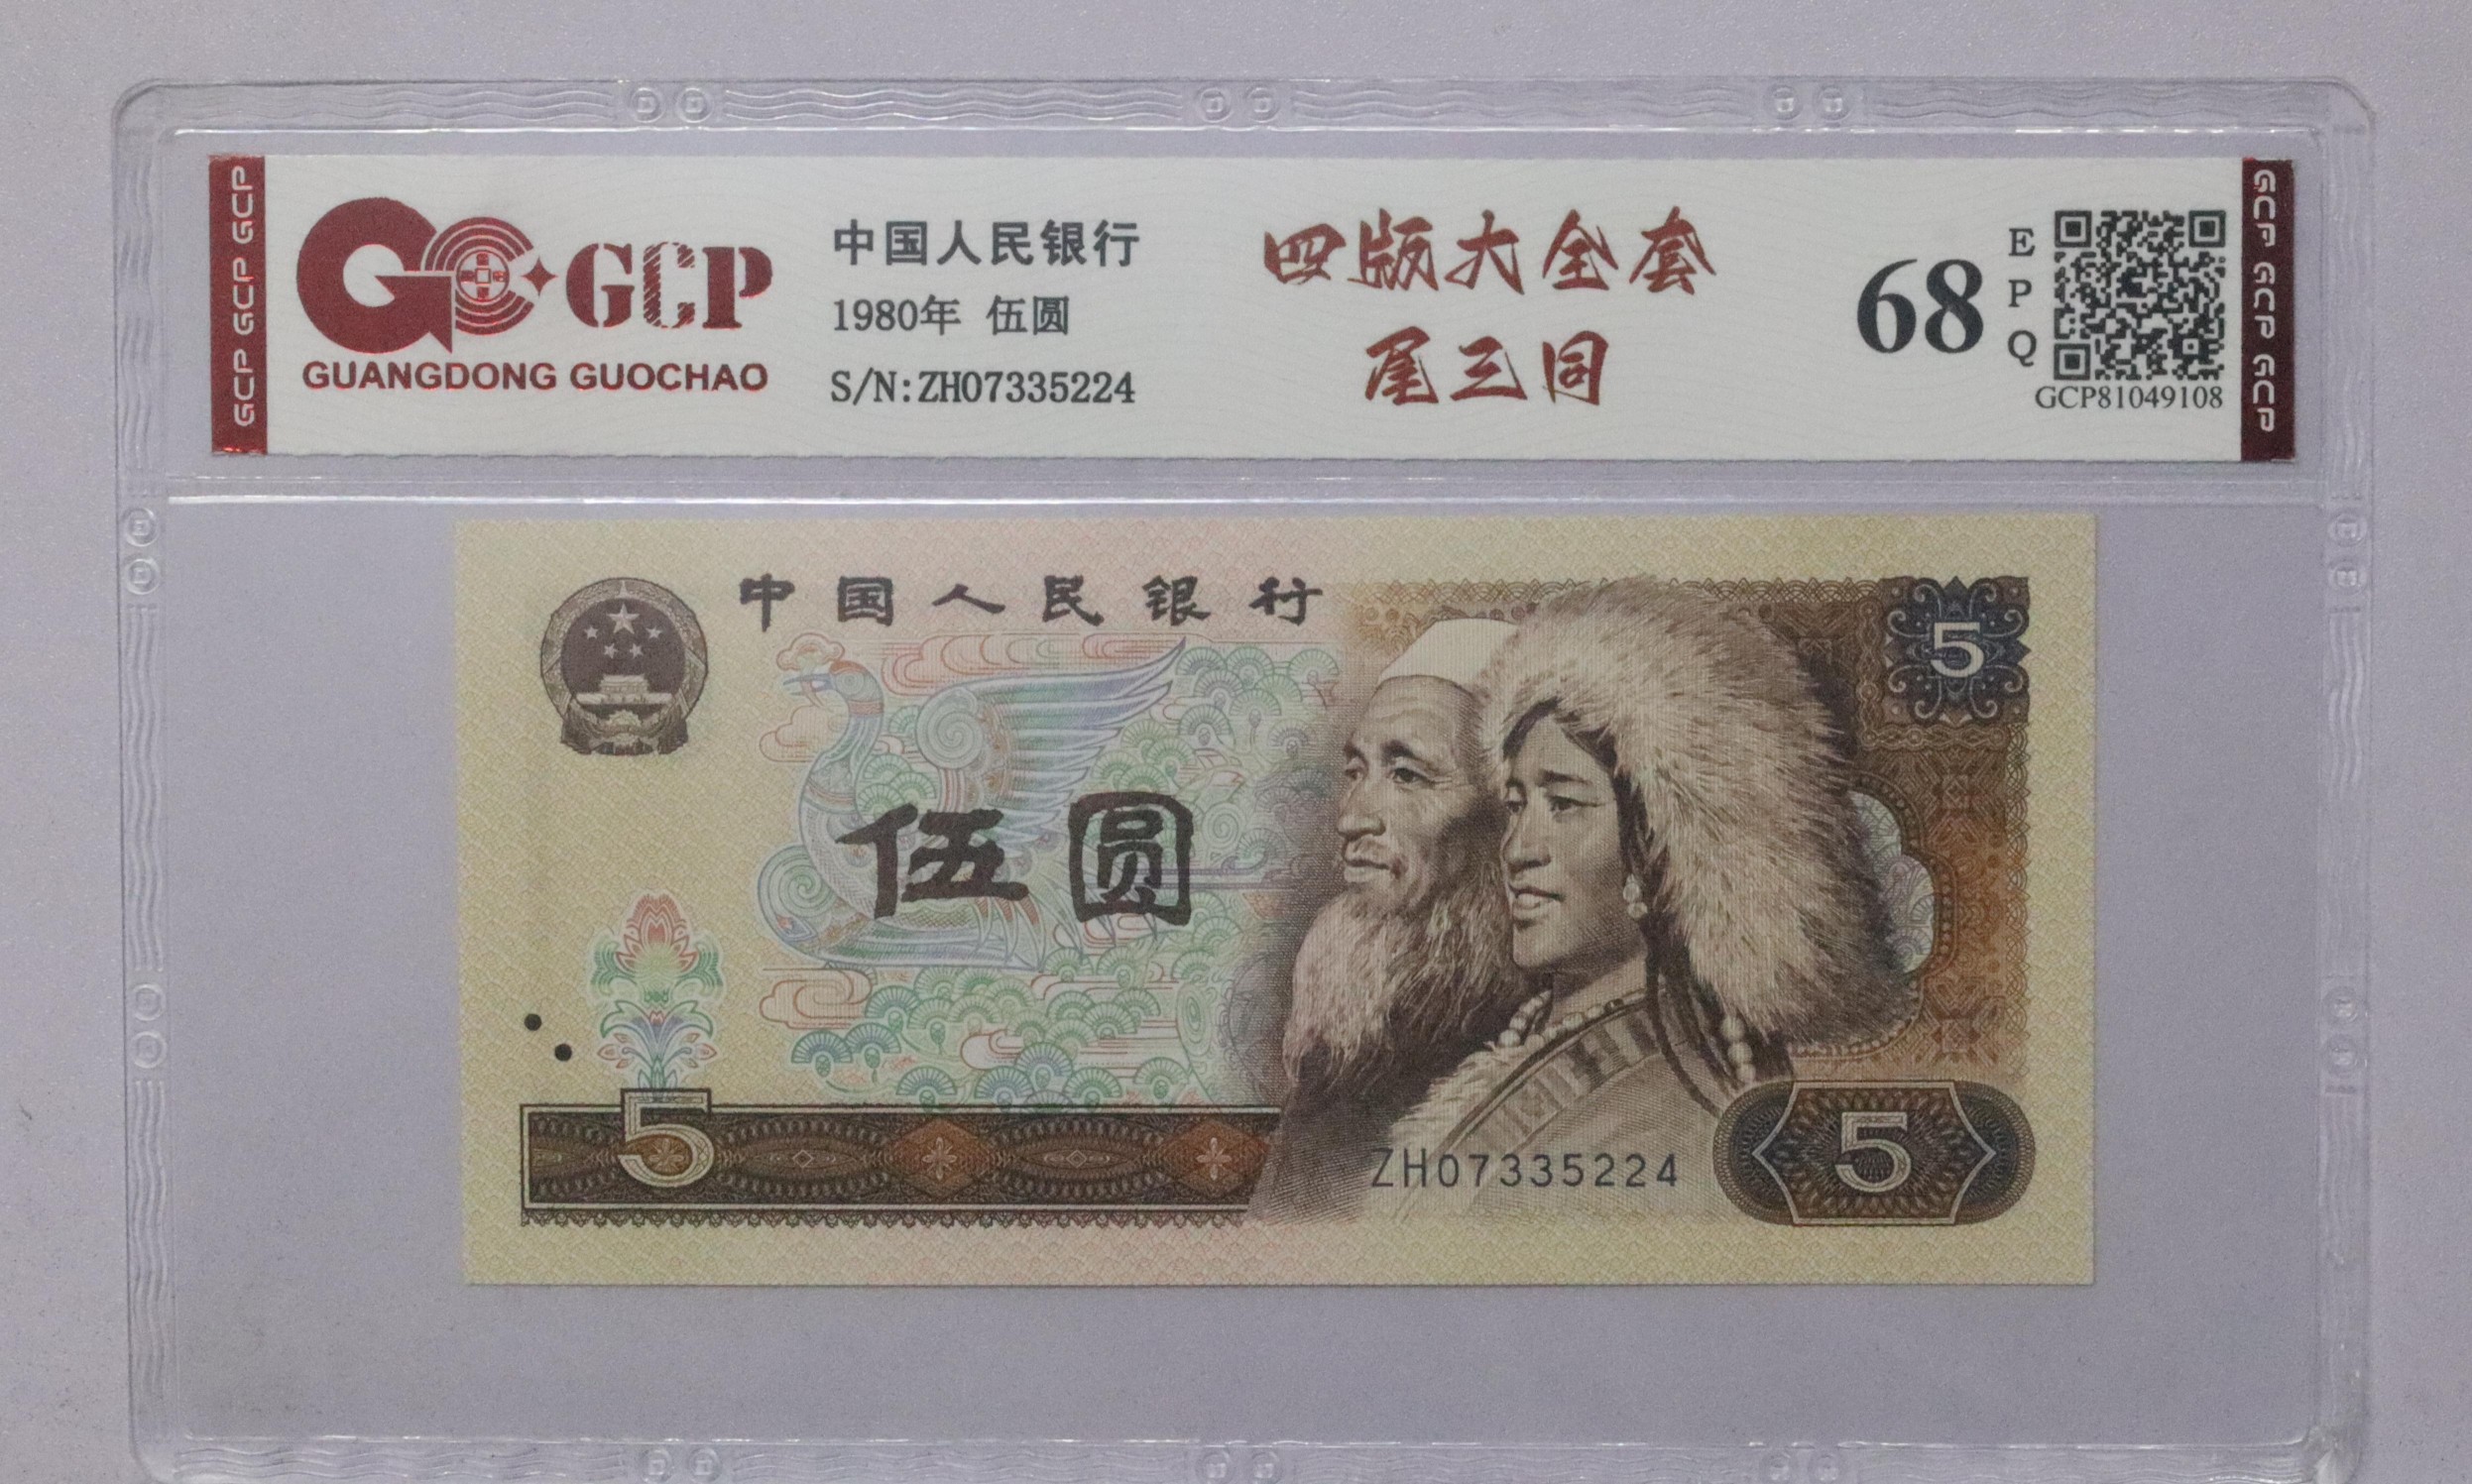 GCP GCP GCP
GCP
GUANGDONG GUOCHAO
中国人民银行
1980年 伍圆
S/N:ZH07335224
四版大全套
尾三同
68
EPQ
GCP81049108
GCP GCP GCP
中国人民银行
5
伍圆
5
ZH07335224
5